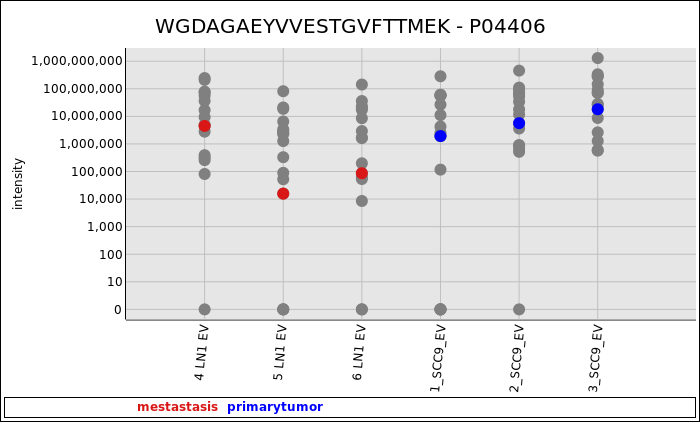 WGDAGAEYVVESTGVFTTMEK - P04406
1,000,000,000
100,000,000
10,000,000
1,000,000
100,000
10,000
1,000
100
10
0
intensity
4 LN1 EV
5 LN1 EV
6 LN1 EV
1_SCC9_EV
2_SCC9_EV
3_SCC9_EV
mestastasis primarytumor